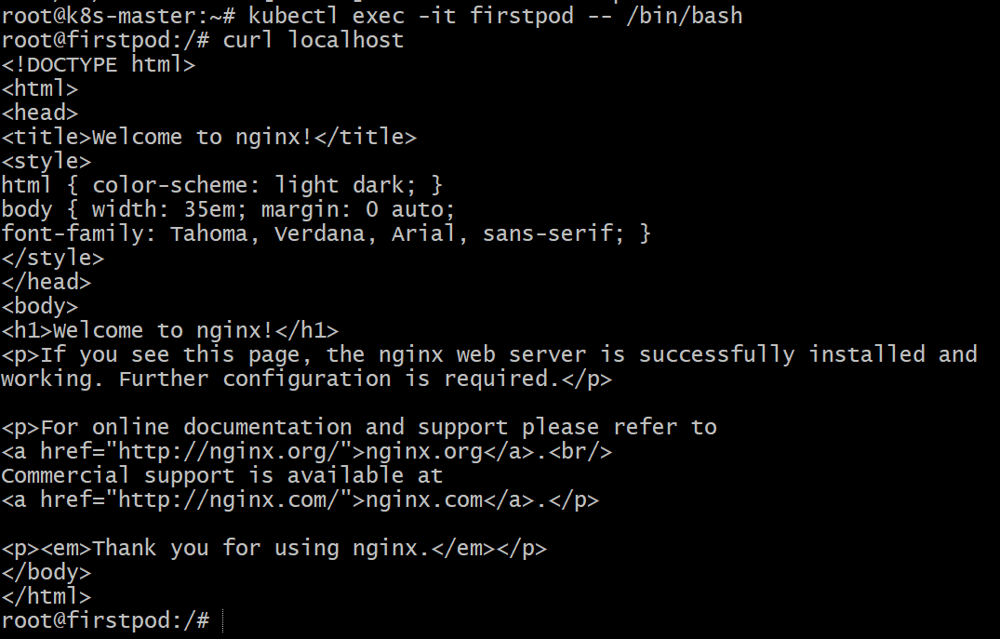 root@k8s-master:~# kubectl exec -it firstpod -- /bin/bash
root@firstpod:/# curl localhost
<!DOCTYPE html>
<html>
<head>
<title>Welcome to nginx!</title>
<style>
html { color-scheme: light dark; }
body { width: 35em; margin: 0 auto;
font-family: Tahoma, Verdana, Arial, sans-serif; }
</style>
</head>
<body>
<h1>Welcome to nginx!</h1>
<p>If you see this page, the nginx web server is successfully installed and
working. Further configuration is required.</p>

<p>For online documentation and support please refer to
<a href="http://nginx.org/">nginx.org</a>.<br/>
Commercial support is available at
<a href="http://nginx.com/">nginx.com</a>.</p>

<p><em>Thank you for using nginx.</em></p>
</body>
</html>
root@firstpod:/#